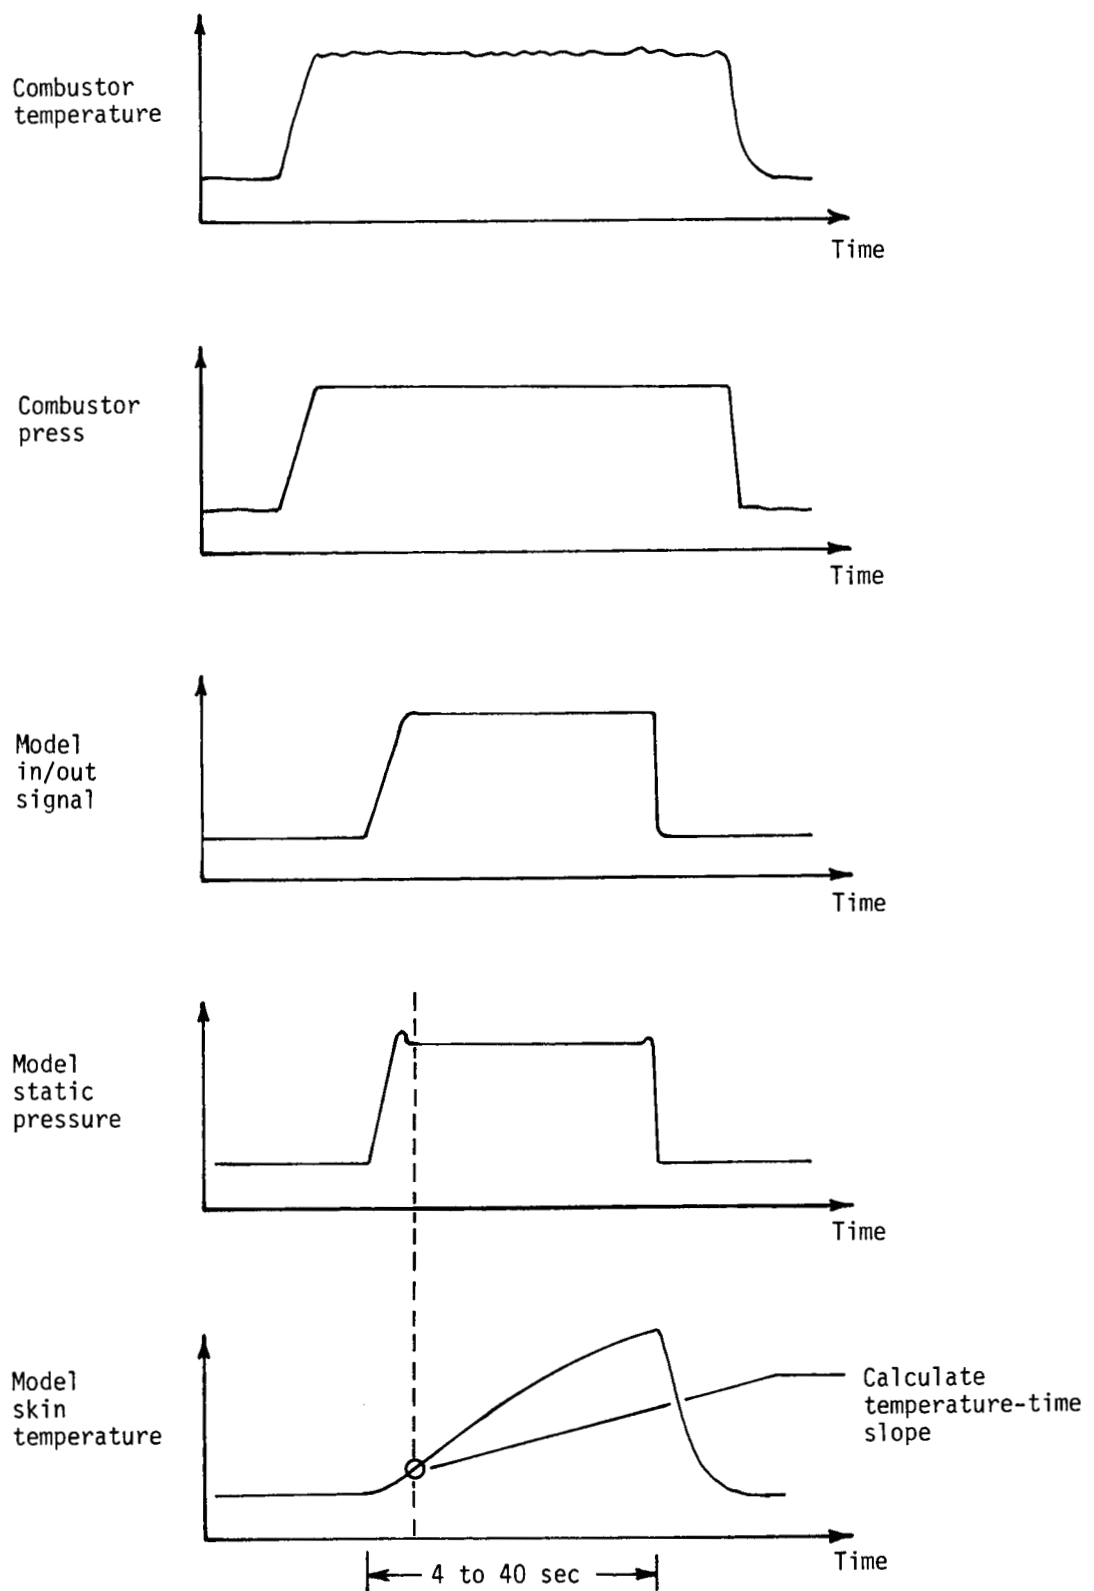 Combustor
temperature
Time
Combustor
press
Time
Model
in/out
signal
Time
Model
static
pressure
Time
Model
skin
temperature
Calculate
temperature-time
slope
Time
4 to 40 sec